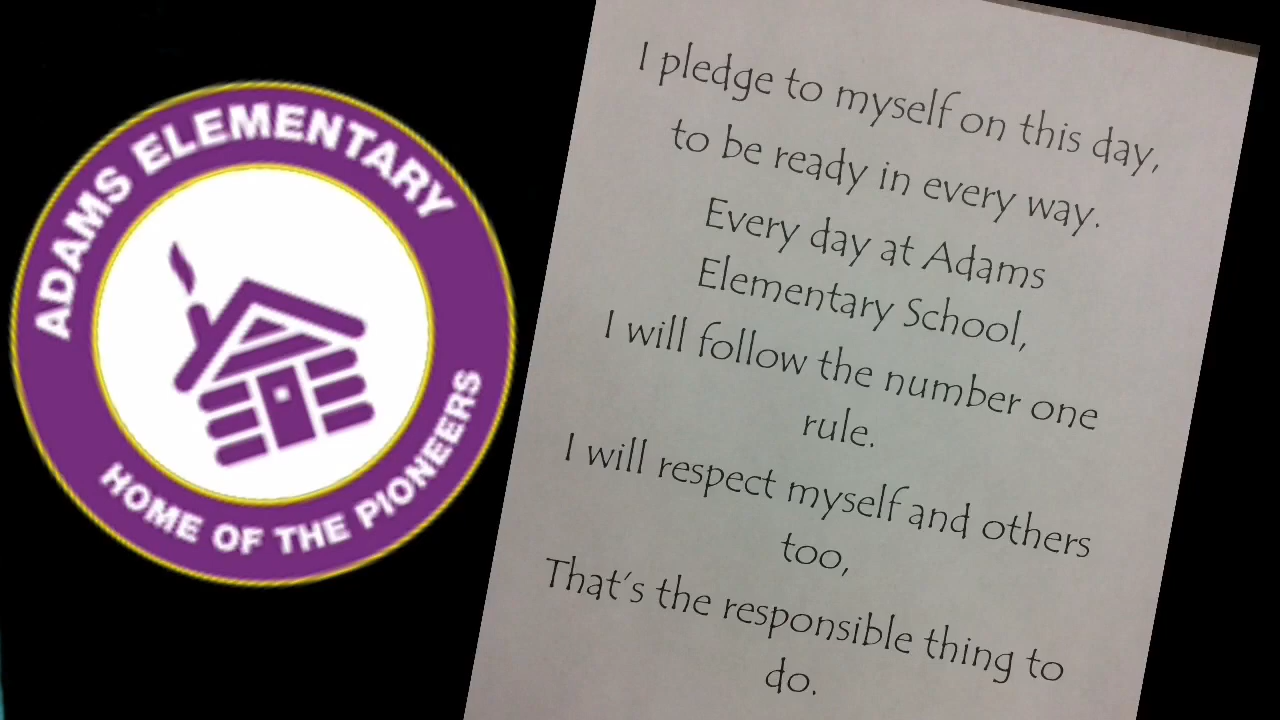 ADAMS ELEMENTARY
HOME OF THE PIONEERS
I pledge to myself on this day,
to be ready in every way.
Every day at Adams
Elementary School,
I will follow the number one
rule.
I will respect myself and others
too,
That's the responsible thing to
do.